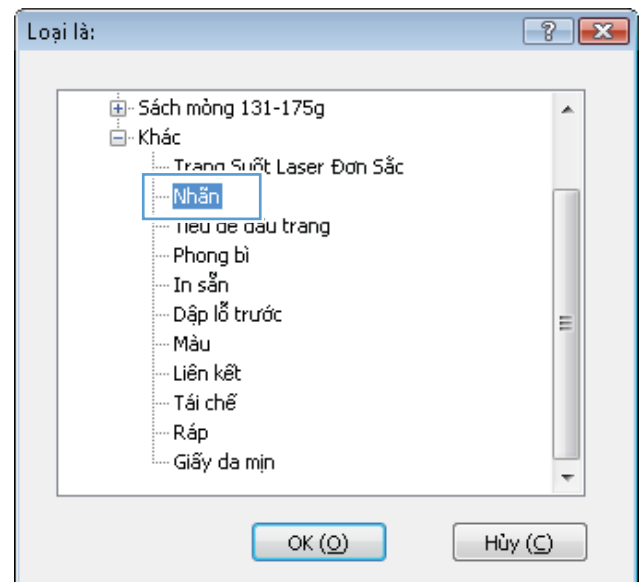 Loại là:
Sách mỏng 131-175g
Khác
Trang Suốt Laser Đơn Sắc
Nhãn
Tiêu đề đầu trang
Phong bì
In sẵn
Dập lỗ trước
Màu
Liên kết
Tái chế
Ráp
Giấy da mịn
OK (O)
Hủy (C)